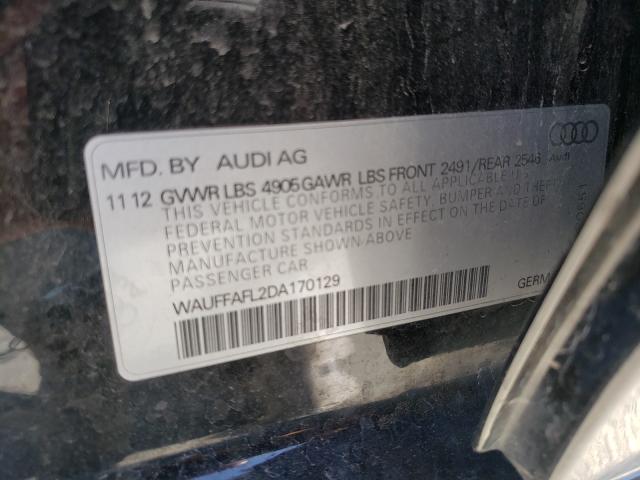 MFD. BY AUDI AG
11 12 GVWR LBS 4905 GAWR LBS FRONT 2491/REAR 2546
Audi
THIS VEHICLE CONFORMS TO ALL APPLICABLE U.S.
FEDERAL MOTOR VEHICLE SAFETY, BUMPER AND THEFT
PREVENTION STANDARDS IN EFFECT ON THE DATE OF
MANUFACTURE SHOWN ABOVE.
PASSENGER CAR
WAUFFAFL2DA170129
GERM